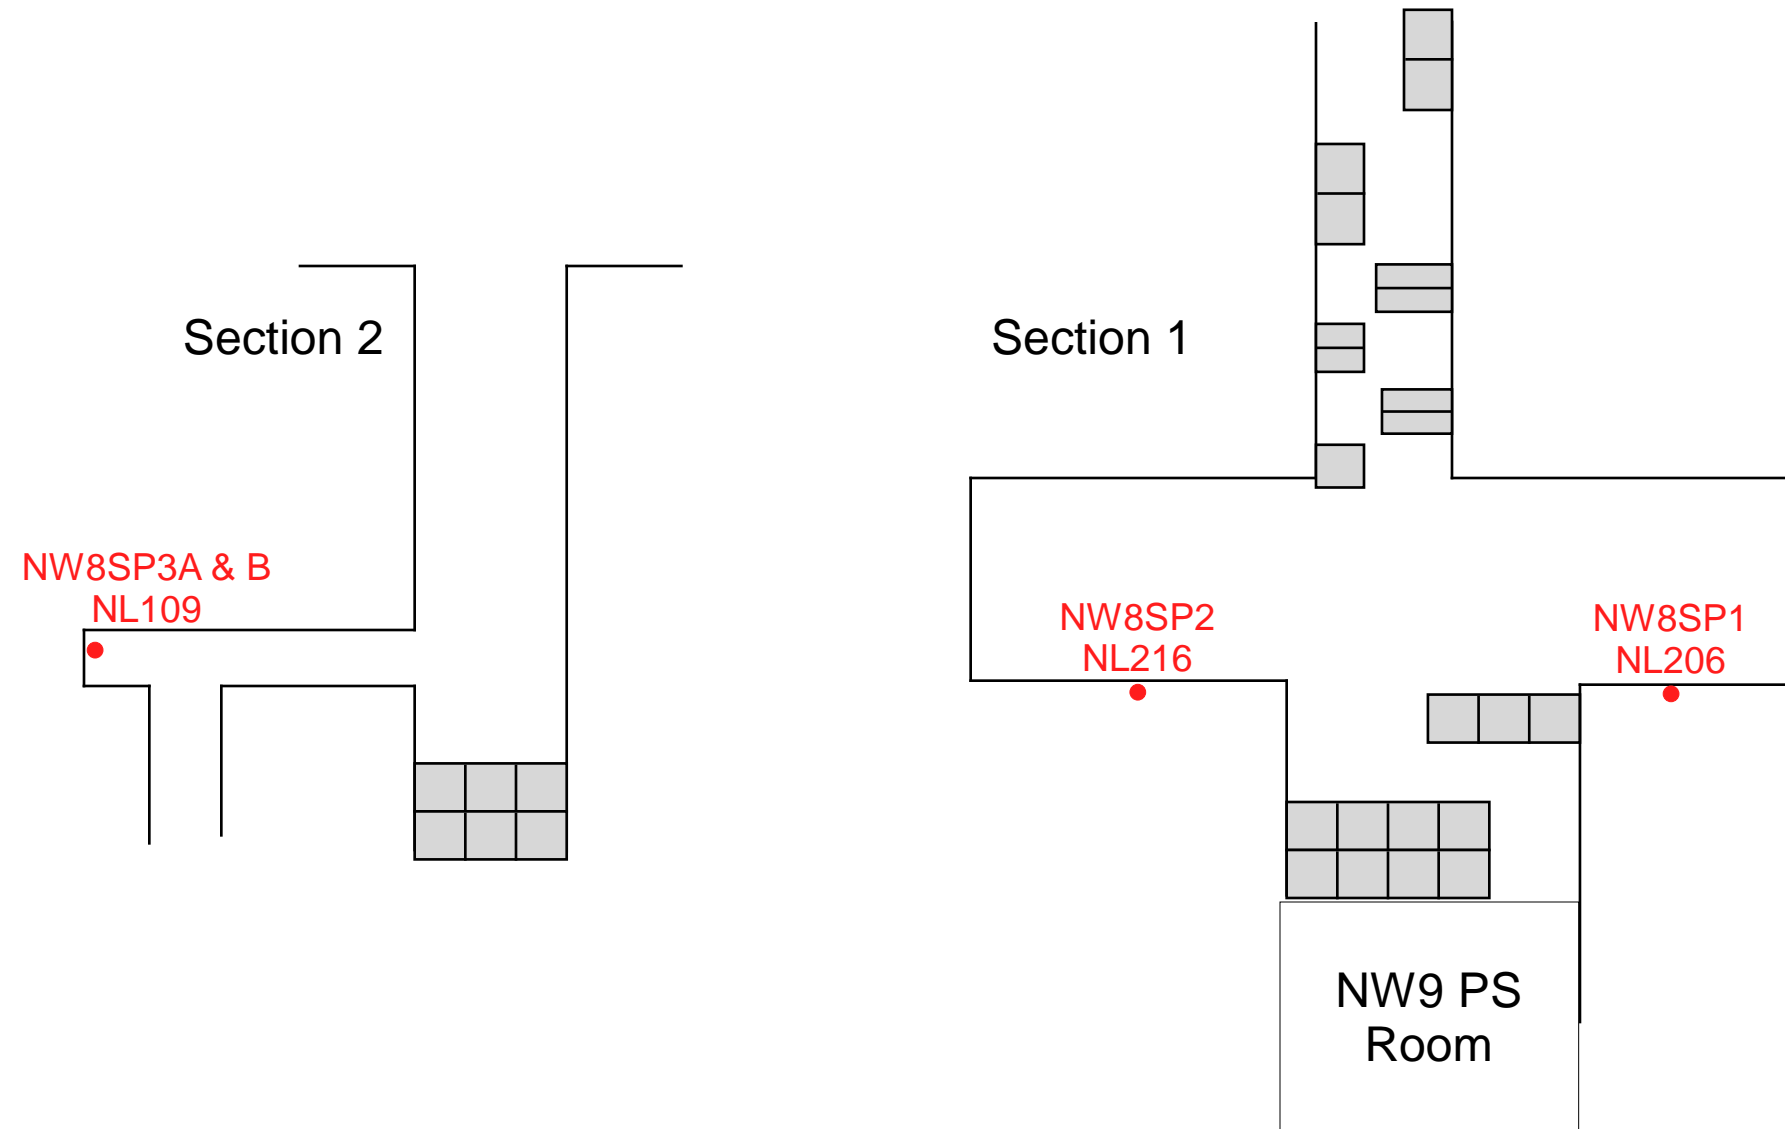 Section 2
Section 1
NW8SP3A & B
NL109
NW8SP2
NL216
NW8SP1
NL206
NW9 PS
Room